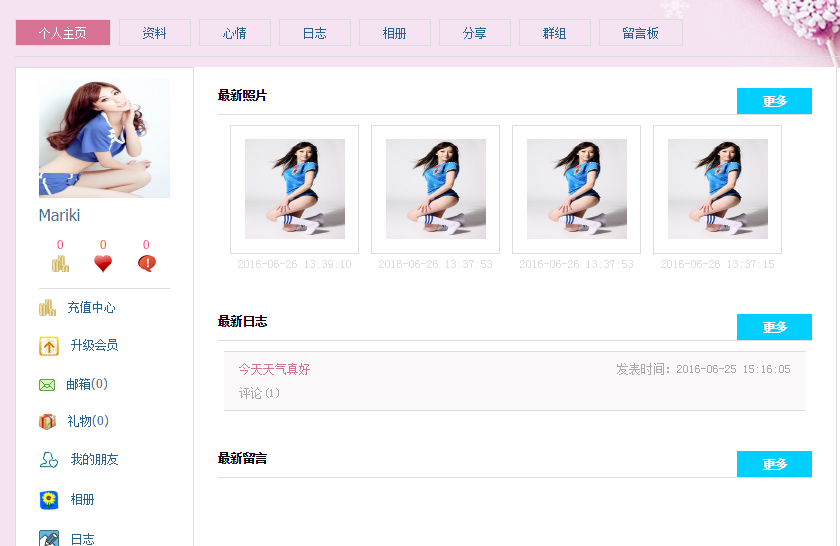 个人主页 资料 心情 日志 相册 分享 群组 留言板
Mariki
0 0 0
充值中心
升级会员
邮箱(0)
礼物(0)
我的朋友
相册
日志
最新照片 更多
2016-06-26 13:39:10 2016-06-26 13:37:53 2016-06-26 13:37:53 2016-06-26 13:37:15
最新日志 更多
今天天气真好 发表时间：2016-06-25 15:16:05
评论(1)
最新留言 更多